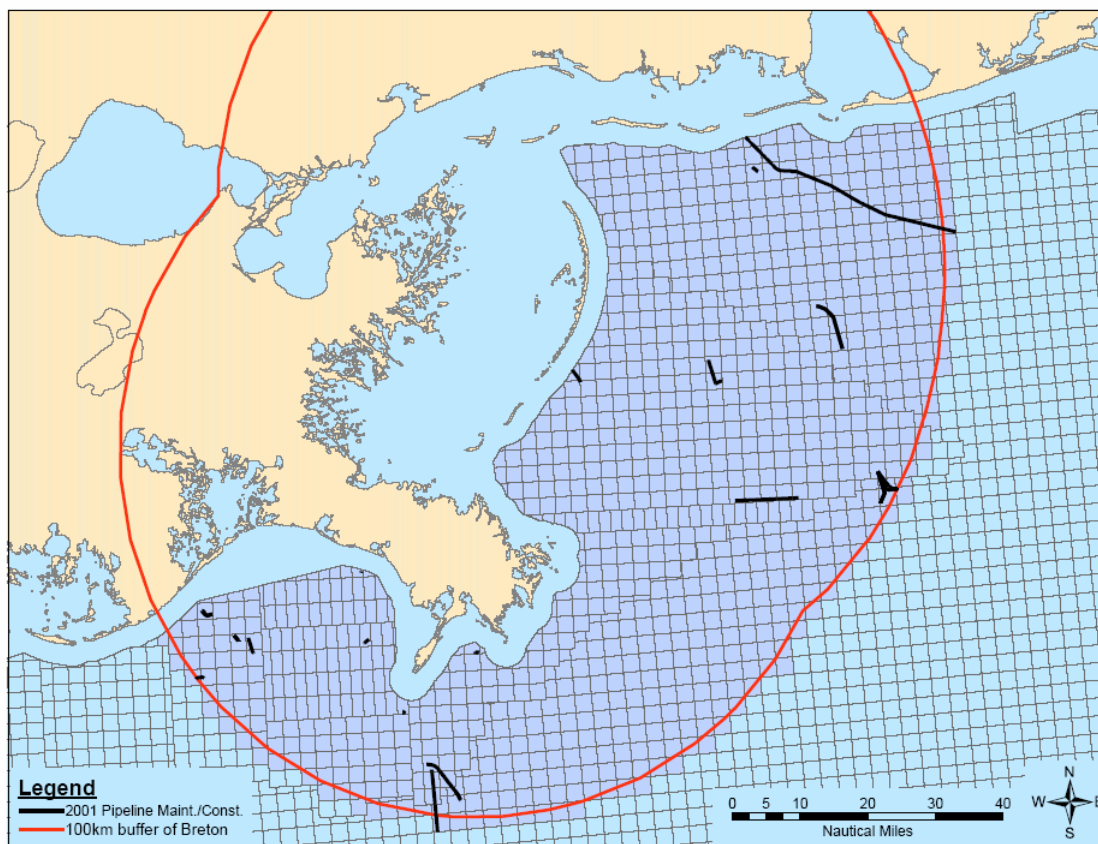 Legend
2001 Pipeline Maint./Const.
100km buffer of Breton
0 5 10 20 30 40
Nautical Miles
N
W E
S